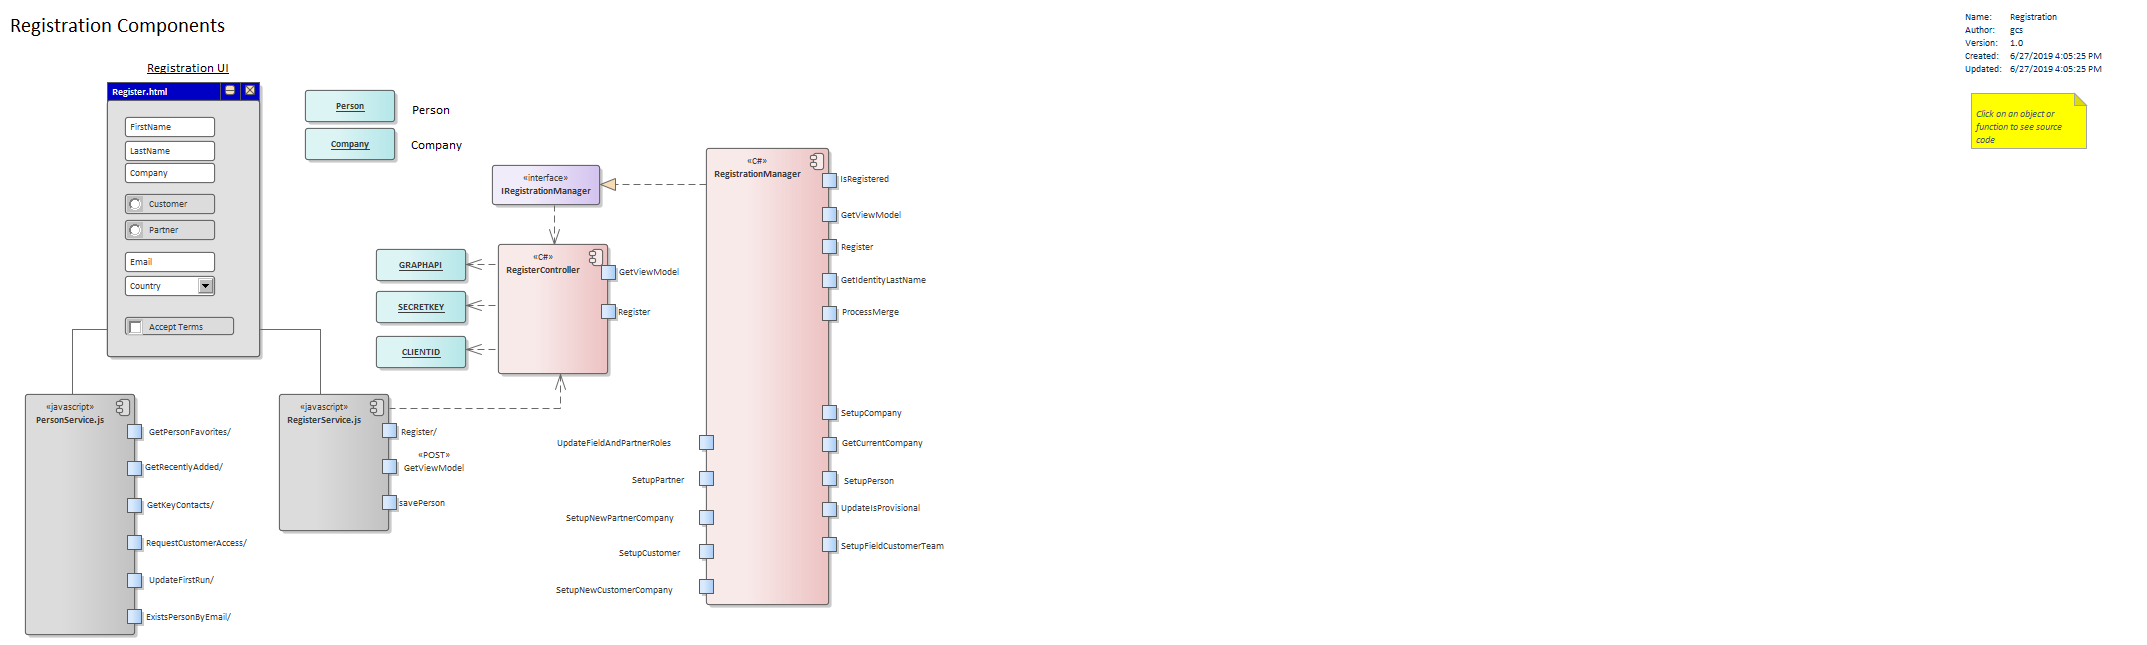 Registration Components
Name: Registration
Author: gcs
Version: 1.0
Created: 6/27/2019 4:05:25 PM
Updated: 6/27/2019 4:05:25 PM
Click on an object or
function to see source
code
Registration UI
Register.html
FirstName
LastName
Company
Customer
Partner
Email
Country
Accept Terms
Person
Person
Company
Company
«interface»
IRegistrationManager
«C#»
RegistrationManager
IsRegistered
GetViewModel
Register
GetIdentityLastName
ProcessMerge
SetupCompany
GetCurrentCompany
SetupPerson
UpdateIsProvisional
SetupFieldCustomerTeam
UpdateFieldAndPartnerRoles
SetupPartner
SetupNewPartnerCompany
SetupCustomer
SetupNewCustomerCompany
GRAPHAPI
SECRETKEY
CLIENTID
«C#»
RegisterController
GetViewModel
Register
«javascript»
PersonService.js
GetPersonFavorites/
GetRecentlyAdded/
GetKeyContacts/
RequestCustomerAccess/
UpdateFirstRun/
ExistsPersonByEmail/
«javascript»
RegisterService.js
Register/
«POST»
GetViewModel
savePerson